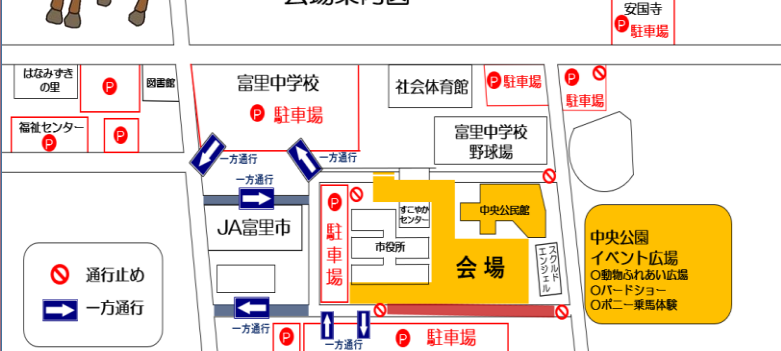 会場案内図
安国寺
P 駐車場
はなみずき
の里
P
図書館
富里中学校
P 駐車場
社会体育館
P 駐車場
P
駐車場
福祉センター
P
P
富里中学校
野球場
一方通行
一方通行
一方通行
JA富里市
P
駐車場
すこやか
センター
市役所
中央公民館
会場
スクルド
エンジェル
中央公園
イベント広場
○動物ふれあい広場
○バードショー
○ポニー乗馬体験
通行止め
一方通行
一方通行
一方通行
P
P 駐車場